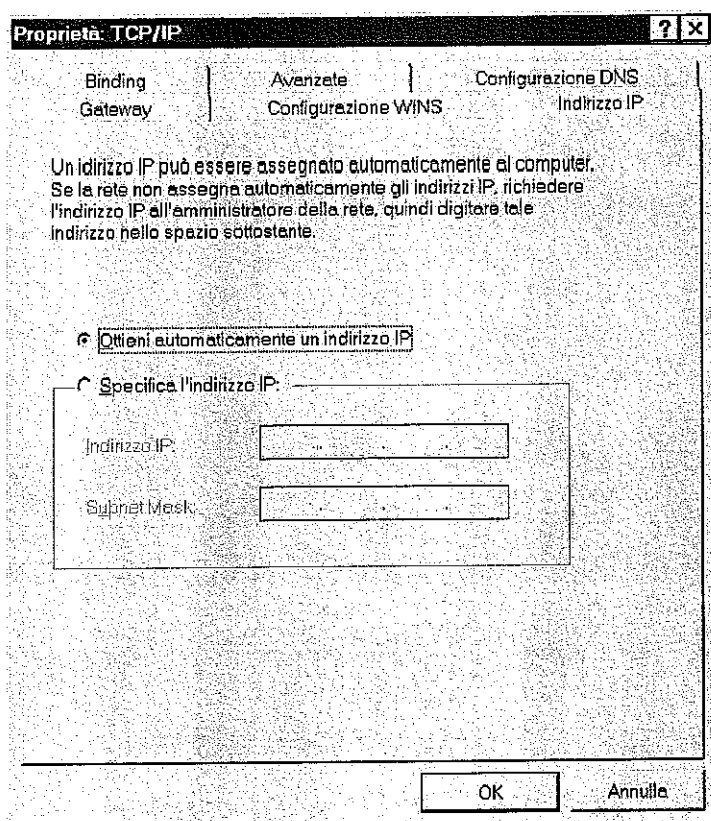 Proprietà: TCP/IP
Binding Avanzate Configurazione DNS
Gateway Configurazione WINS Indirizzo IP
Un idirizzo IP può essere assegnato automaticamente al computer.
Se la rete non assegna automaticamente gli indirizzi IP, richiedere
l'indirizzo IP all'amministratore della rete, quindi digitare tale
indirizzo nello spazio sottostante.
Ottieni automaticamente un indirizzo IP
Specifica l'indirizzo IP:
Indirizzo IP:
Subnet Mask:
OK Annulla